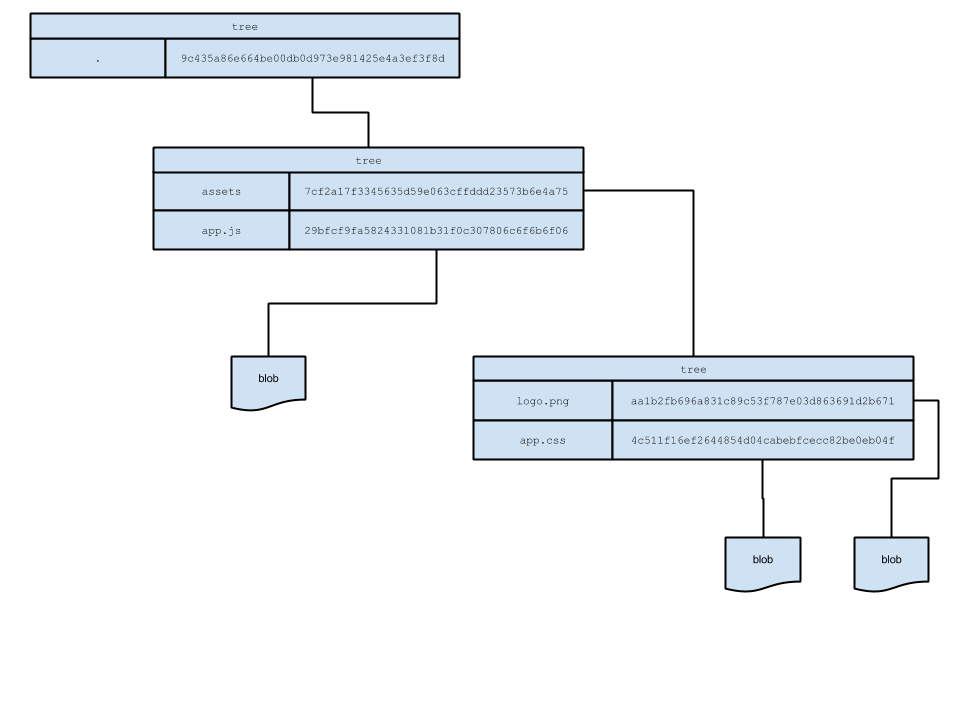 tree
. 9c435a86e664be00db0d973e981425e4a3ef3f8d
tree
assets 7cf2a17f3345635d59e063cffddd23573b6e4a75
app.js 29bfcf9fa5824331081b31f0c307806c6f6b6f06
blob
tree
logo.png aa1b2fb696a831c89c53f787e03d863691d2b671
app.css 4c511f16ef2644854d04cabebfcecc82be0eb04f
blob blob